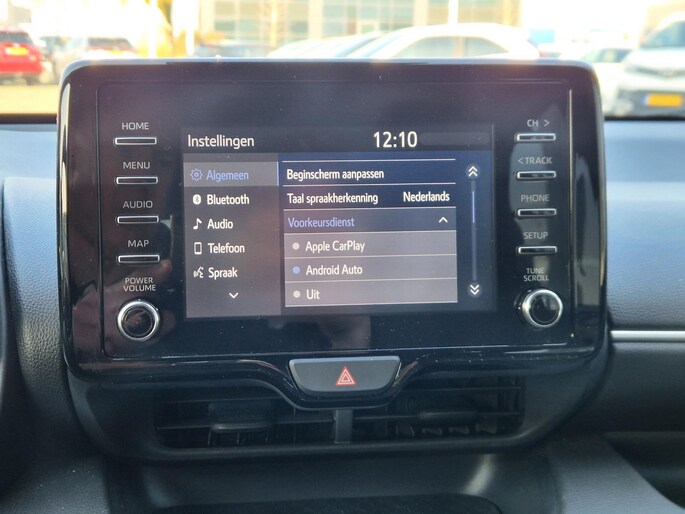 HOME
MENU
AUDIO
MAP
POWER
VOLUME
Instellingen
12:10
Algemeen
Bluetooth
Audio
Telefoon
Spraak
Beginscherm aanpassen
Taal spraakherkenning Nederlands
Voorkeursdienst
Apple CarPlay
Android Auto
Uit
CH >
< TRACK
PHONE
SETUP
TUNE
SCROLL